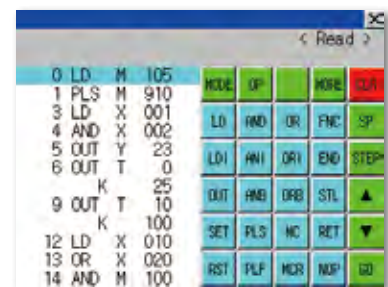 < Read >
0 LD M 105
1 PLS M 910
3 LD X 001
4 AND X 002
5 OUT Y 23
6 OUT T 0
K 25
9 OUT T 10
K 100
12 LD X 010
13 OR X 020
14 AND M 100
MODE OP MORE CLEAR
LD AND OR FNC SP
LDI ANI ORI END STEP
OUT ANB ORB STL ▲
SET PLS MC RET ▼
RST PLF MCR NOP GO